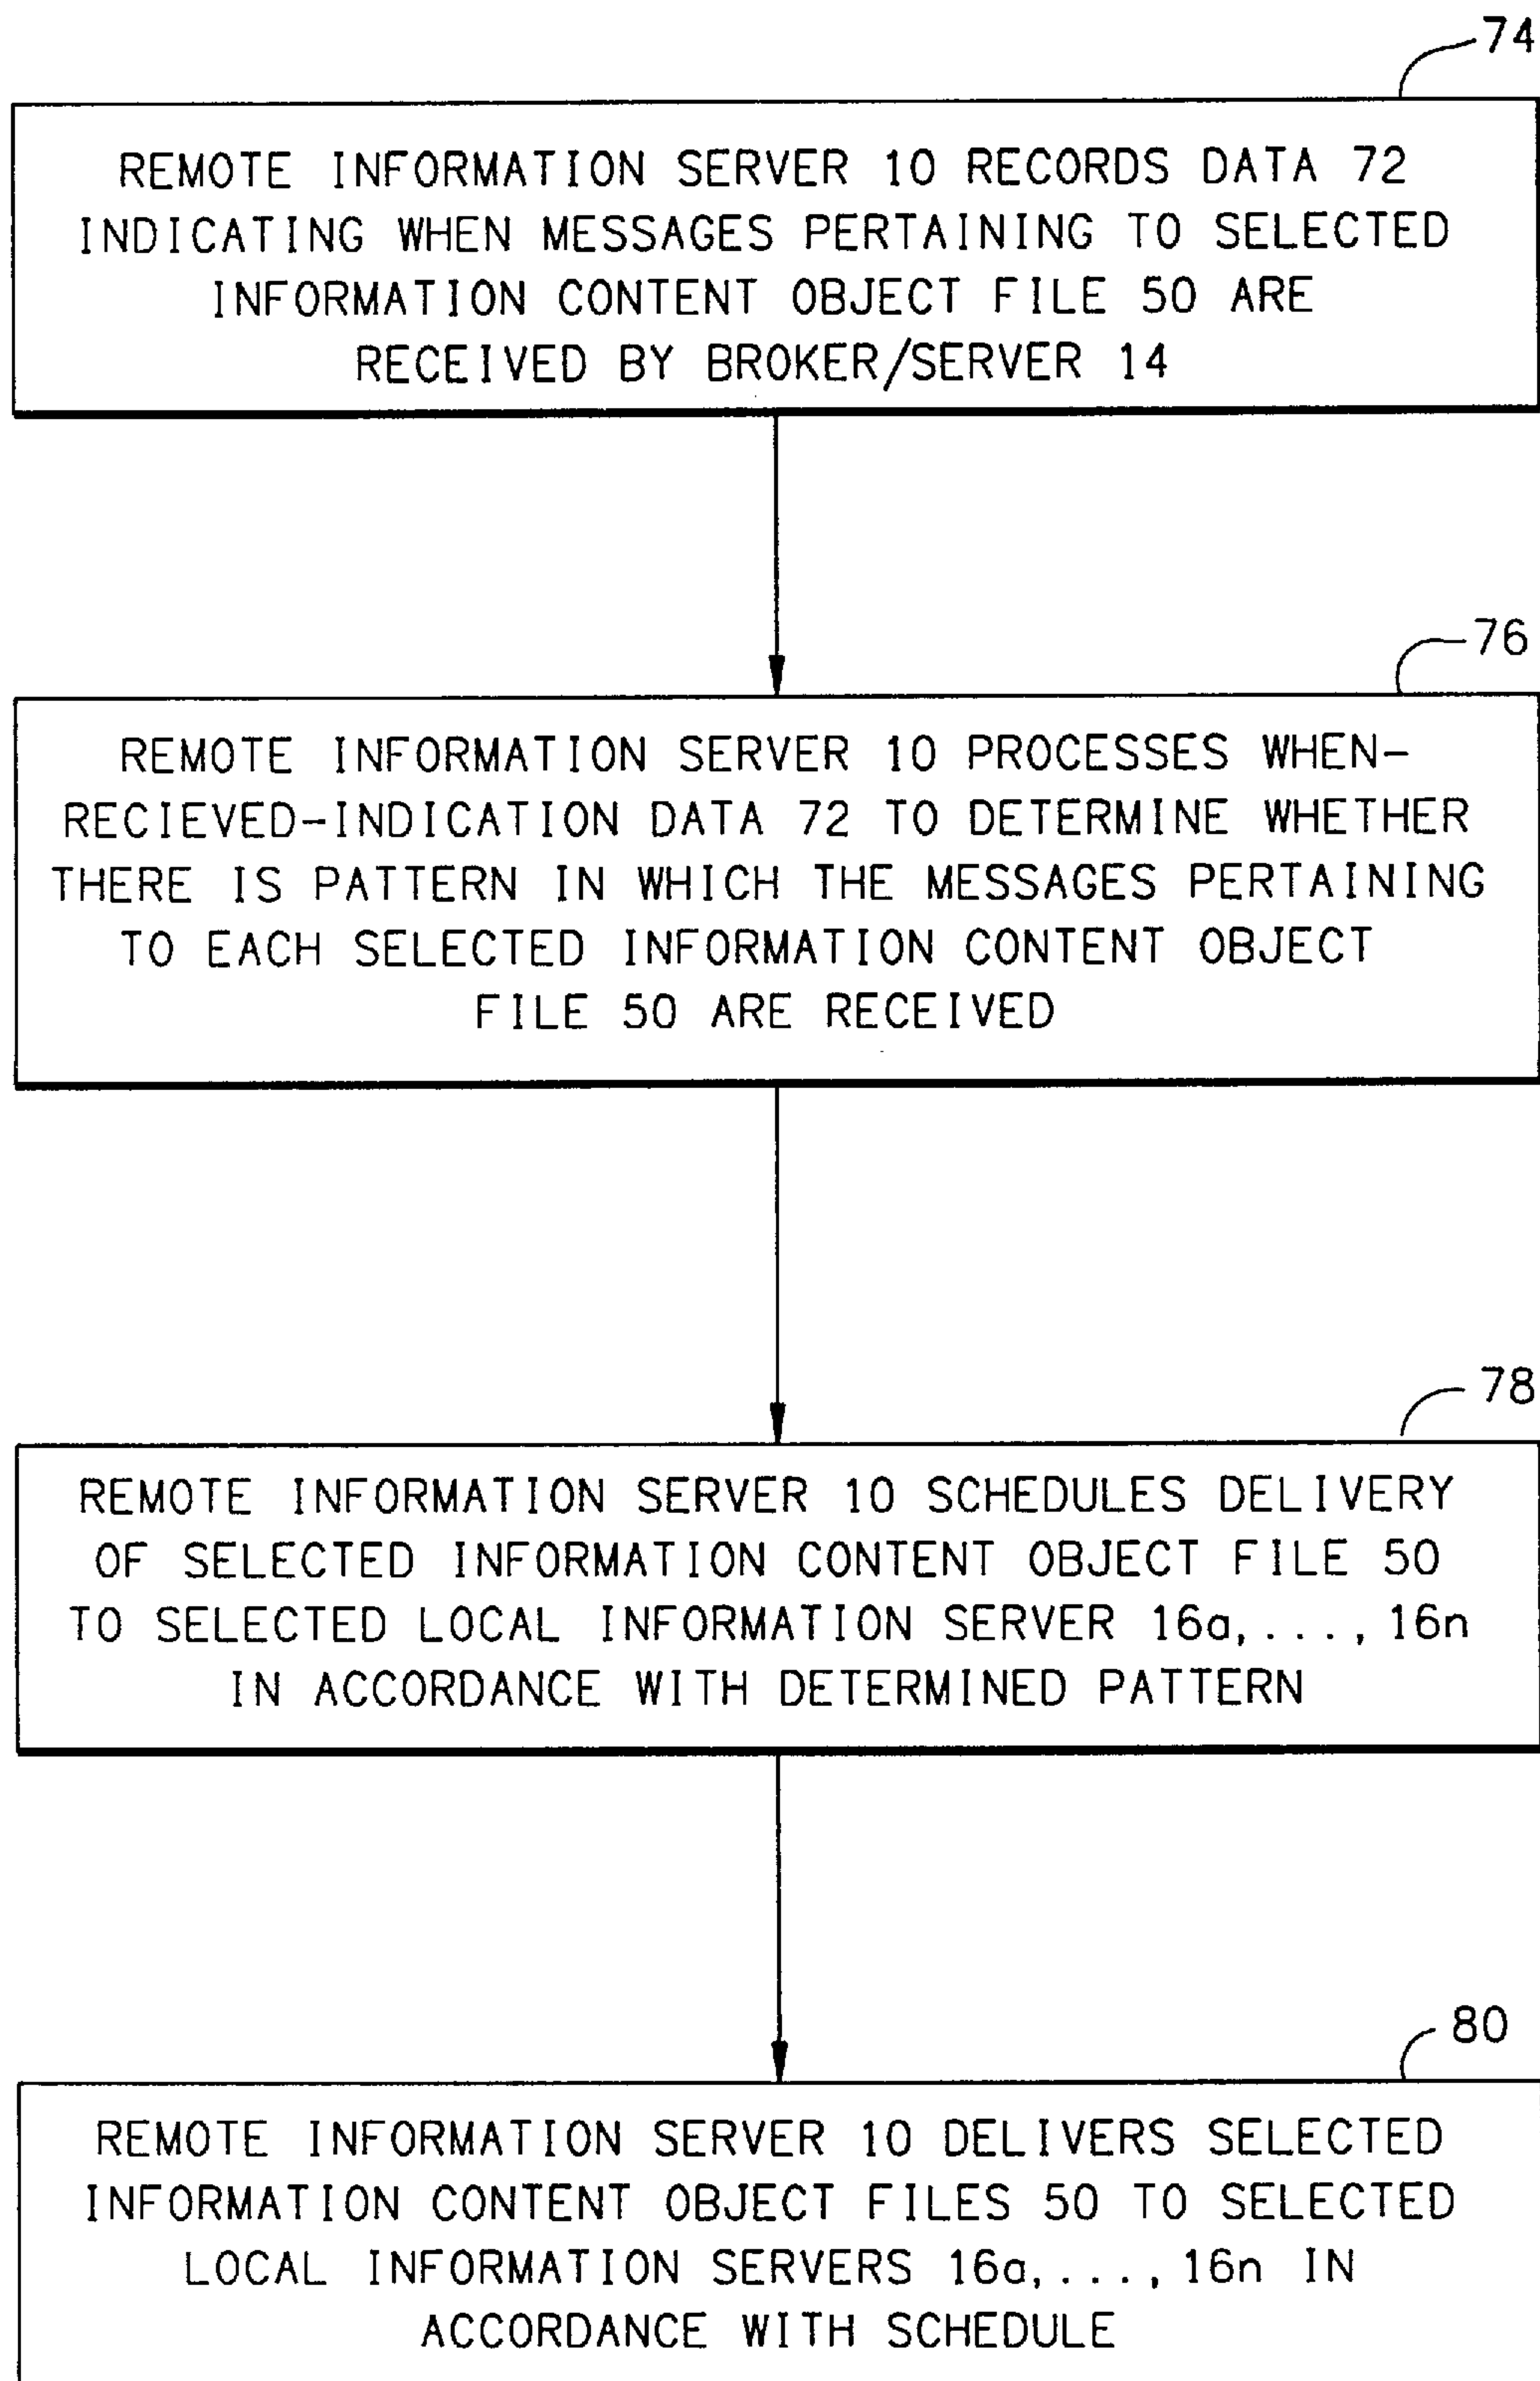 74
REMOTE INFORMATION SERVER 10 RECORDS DATA 72
INDICATING WHEN MESSAGES PERTAINING TO SELECTED
INFORMATION CONTENT OBJECT FILE 50 ARE
RECEIVED BY BROKER/SERVER 14
76
REMOTE INFORMATION SERVER 10 PROCESSES WHEN-
RECIEVED-INDICATION DATA 72 TO DETERMINE WHETHER
THERE IS PATTERN IN WHICH THE MESSAGES PERTAINING
TO EACH SELECTED INFORMATION CONTENT OBJECT
FILE 50 ARE RECEIVED
78
REMOTE INFORMATION SERVER 10 SCHEDULES DELIVERY
OF SELECTED INFORMATION CONTENT OBJECT FILE 50
TO SELECTED LOCAL INFORMATION SERVER 16a,...,16n
IN ACCORDANCE WITH DETERMINED PATTERN
80
REMOTE INFORMATION SERVER 10 DELIVERS SELECTED
INFORMATION CONTENT OBJECT FILES 50 TO SELECTED
LOCAL INFORMATION SERVERS 16a,...,16n IN
ACCORDANCE WITH SCHEDULE